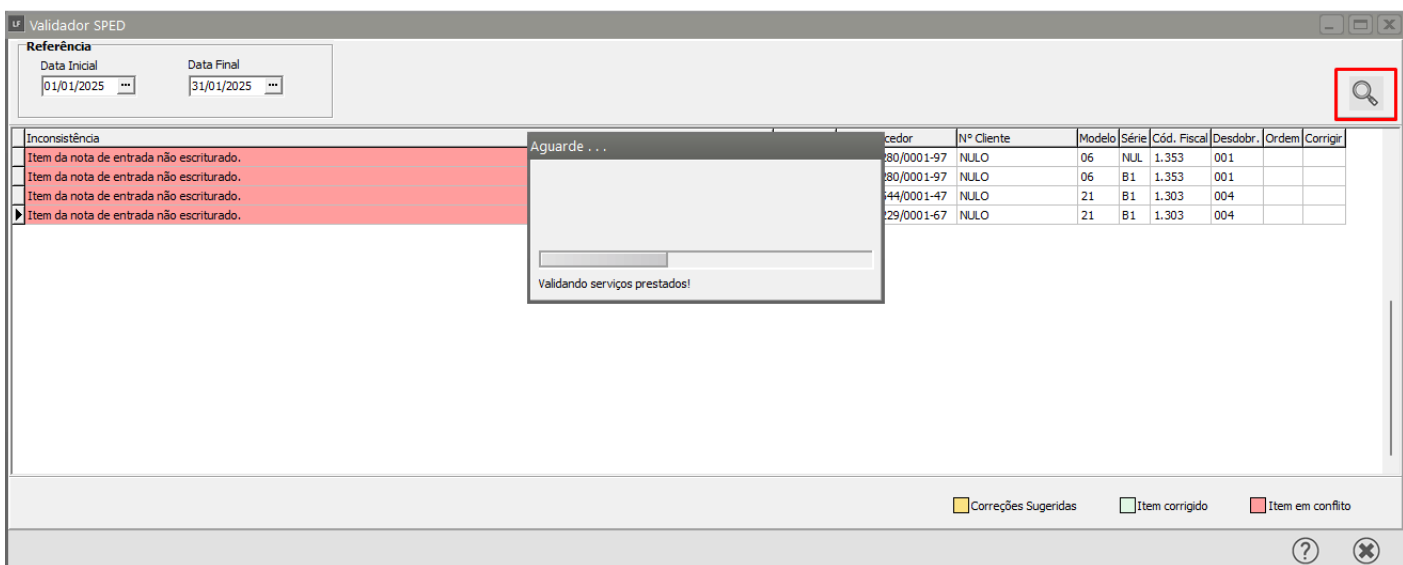 LF Validador SPED
Referência
Data Inicial Data Final
01/01/2025 ... 31/01/2025 ...
Inconsistência cedor Nº Cliente Modelo Série Cód. Fiscal Desdobr. Ordem Corrigir
Item da nota de entrada não escriturado. 280/0001-97 NULO 06 NUL 1.353 001
Item da nota de entrada não escriturado. 280/0001-97 NULO 06 B1 1.353 001
Item da nota de entrada não escriturado. 544/0001-47 NULO 21 B1 1.303 004
Item da nota de entrada não escriturado. 229/0001-67 NULO 21 B1 1.303 004
Aguarde . . .
Validando serviços prestados!
Correções Sugeridas Item corrigido Item em conflito
?